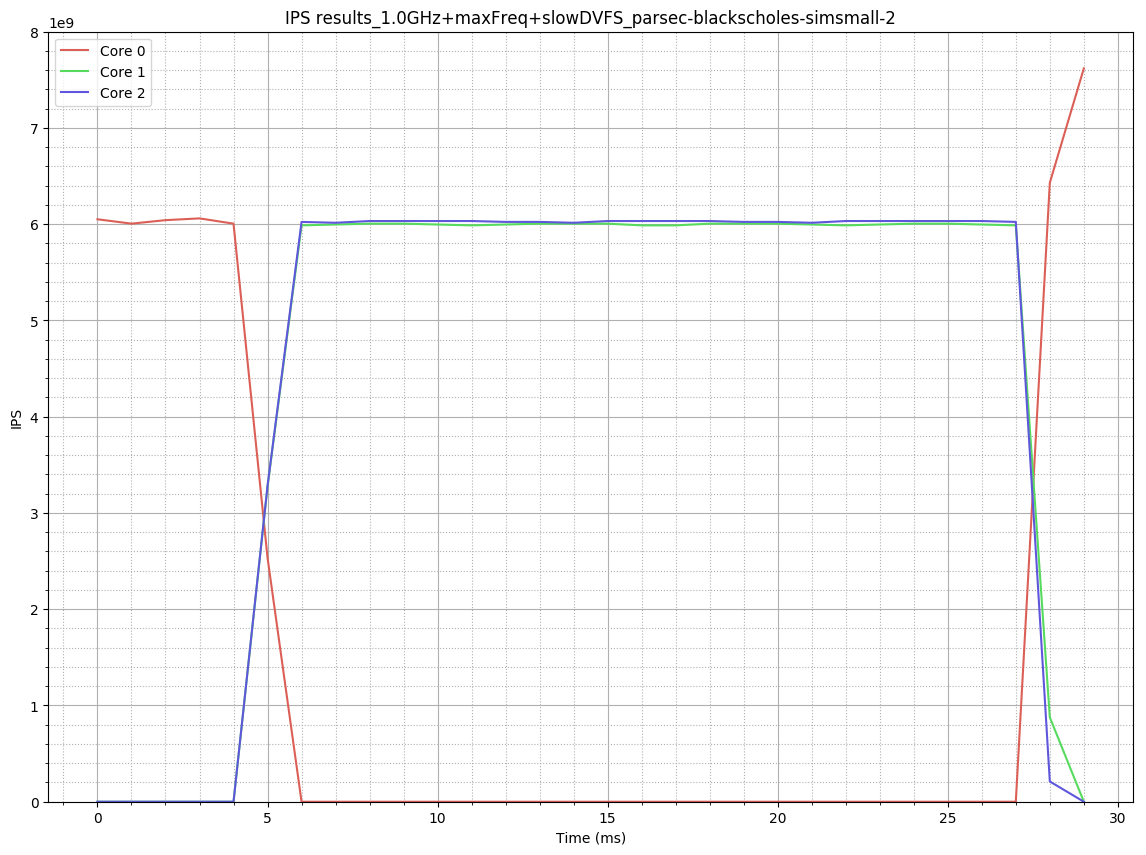 IPS results_1.0GHz+maxFreq+slowDVFS_parsec-blackscholes-simsmall-2
1e9
8
7
6
5
4
3
2
1
0
IPS
Core 0
Core 1
Core 2
0 5 10 15 20 25 30
Time (ms)